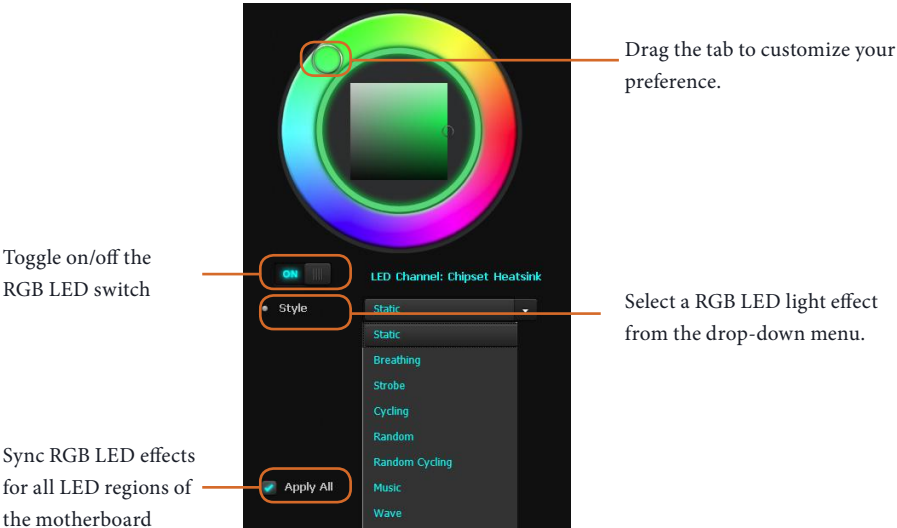 Drag the tab to customize your
preference.
Toggle on/off the
RGB LED switch
ON
LED Channel: Chipset Heatsink
Style
Static
Select a RGB LED light effect
from the drop-down menu.
Static
Breathing
Strobe
Cycling
Random
Random Cycling
Music
Wave
Sync RGB LED effects
for all LED regions of
the motherboard
Apply All